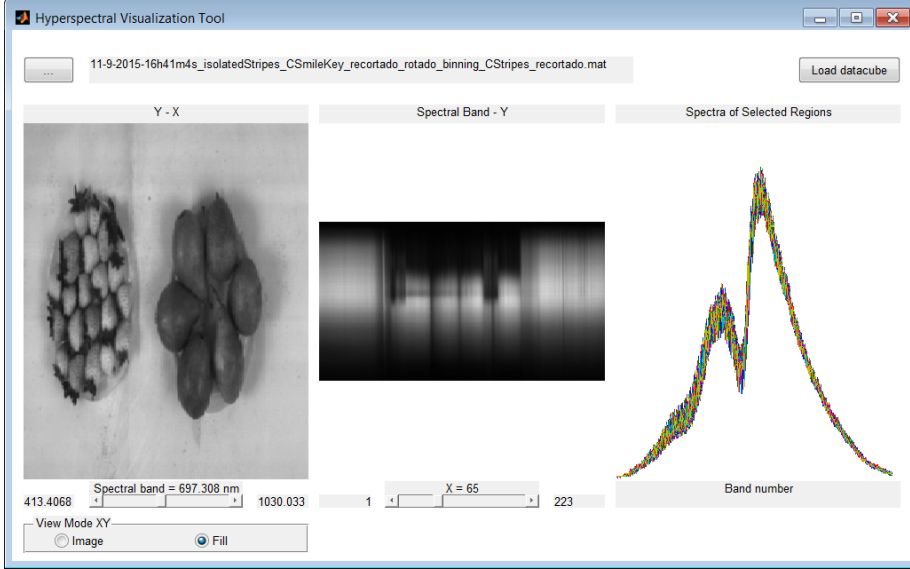 Hyperspectral Visualization Tool
...
11-9-2015-16h41m4s_isolatedStripes_CSmileKey_recortado_rotado_binning_CStripes_recortado.mat
Load datacube
Y - X
Spectral Band - Y
Spectra of Selected Regions
Spectral band = 697.308 nm
413.4068
1030.033
X = 65
1
223
Band number
View Mode XY
Image
Fill